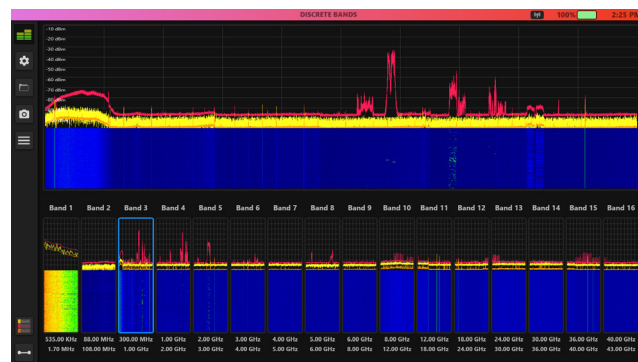 DISCRETE BANDS 100% 2:25 PM
-10 dBm
-20 dBm
-30 dBm
-40 dBm
-50 dBm
-60 dBm
-70 dBm
-80 dBm
Band 1 Band 2 Band 3 Band 4 Band 5 Band 6 Band 7 Band 8 Band 9 Band 10 Band 11 Band 12 Band 13 Band 14 Band 15 Band 16
535.00 KHz 88.00 MHz 300.00 MHz 1.00 GHz 2.00 GHz 3.00 GHz 4.00 GHz 5.00 GHz 6.00 GHz 8.00 GHz 12.00 GHz 18.00 GHz 24.00 GHz 30.00 GHz 36.00 GHz 40.00 GHz
1.70 MHz 108.00 MHz 1.00 GHz 2.00 GHz 3.00 GHz 4.00 GHz 5.00 GHz 6.00 GHz 8.00 GHz 12.00 GHz 18.00 GHz 24.00 GHz 30.00 GHz 36.00 GHz 40.00 GHz 43.00 GHz